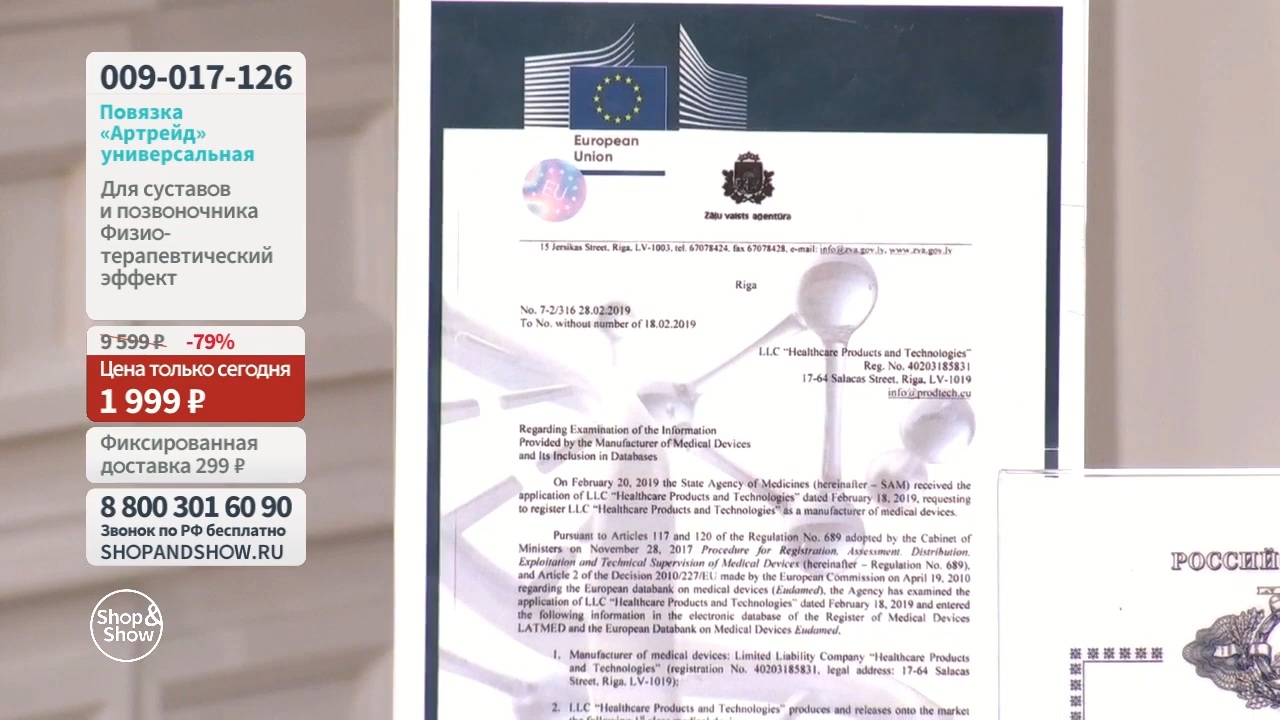 009-017-126
Повязка
«Артрейд»
универсальная
Для суставов
и позвоночника
Физио-
терапевтический
эффект
9 599 ₽ -79%
Цена только сегодня
1 999 ₽
Фиксированная
доставка 299 ₽
8 800 301 60 90
Звонок по РФ бесплатно
SHOPANDSHOW.RU
Shop&
Show
European
Union
EU
Zāļu valsts aģentūra
15 Jersikas Street, Riga, LV-1003, tel. 67078424, fax 67078428, e-mail: info@zva.gov.lv, www.zva.gov.lv
Riga
No. 7-2/316 28.02.2019
To No. without number of 18.02.2019
LLC “Healthcare Products and Technologies”
Reg. No. 40203185831
17-64 Salacas Street, Riga, LV-1019
info@prodtech.eu
Regarding Examination of the Information
Provided by the Manufacturer of Medical Devices
and Its Inclusion in Databases
On February 20, 2019 the State Agency of Medicines (hereinafter – SAM) received the
application of LLC “Healthcare Products and Technologies” dated February 18, 2019, requesting
to register LLC “Healthcare Products and Technologies” as a manufacturer of medical devices.
Pursuant to Articles 117 and 120 of the Regulation No. 689 adopted by the Cabinet of
Ministers on November 28, 2017 Procedure for Registration, Assessment, Distribution,
Exploitation and Technical Supervision of Medical Devices (hereinafter – Regulation No. 689),
and Article 2 of the Decision 2010/227/EU made by the European Commission on April 19, 2010
regarding the European databank on medical devices (Eudamed), the Agency has examined the
application of LLC “Healthcare Products and Technologies” dated February 18, 2019 and entered
the following information in the electronic database of the Register of Medical Devices
LATMED and the European Databank on Medical Devices Eudamed.
1. Manufacturer of medical devices: Limited Liability Company “Healthcare Products
and Technologies” (registration No. 40203185831, legal address: 17-64 Salacas
Street, Riga, LV-1019);
2. LLC “Healthcare Products and Technologies” produces and releases onto the market
РОССИЙ